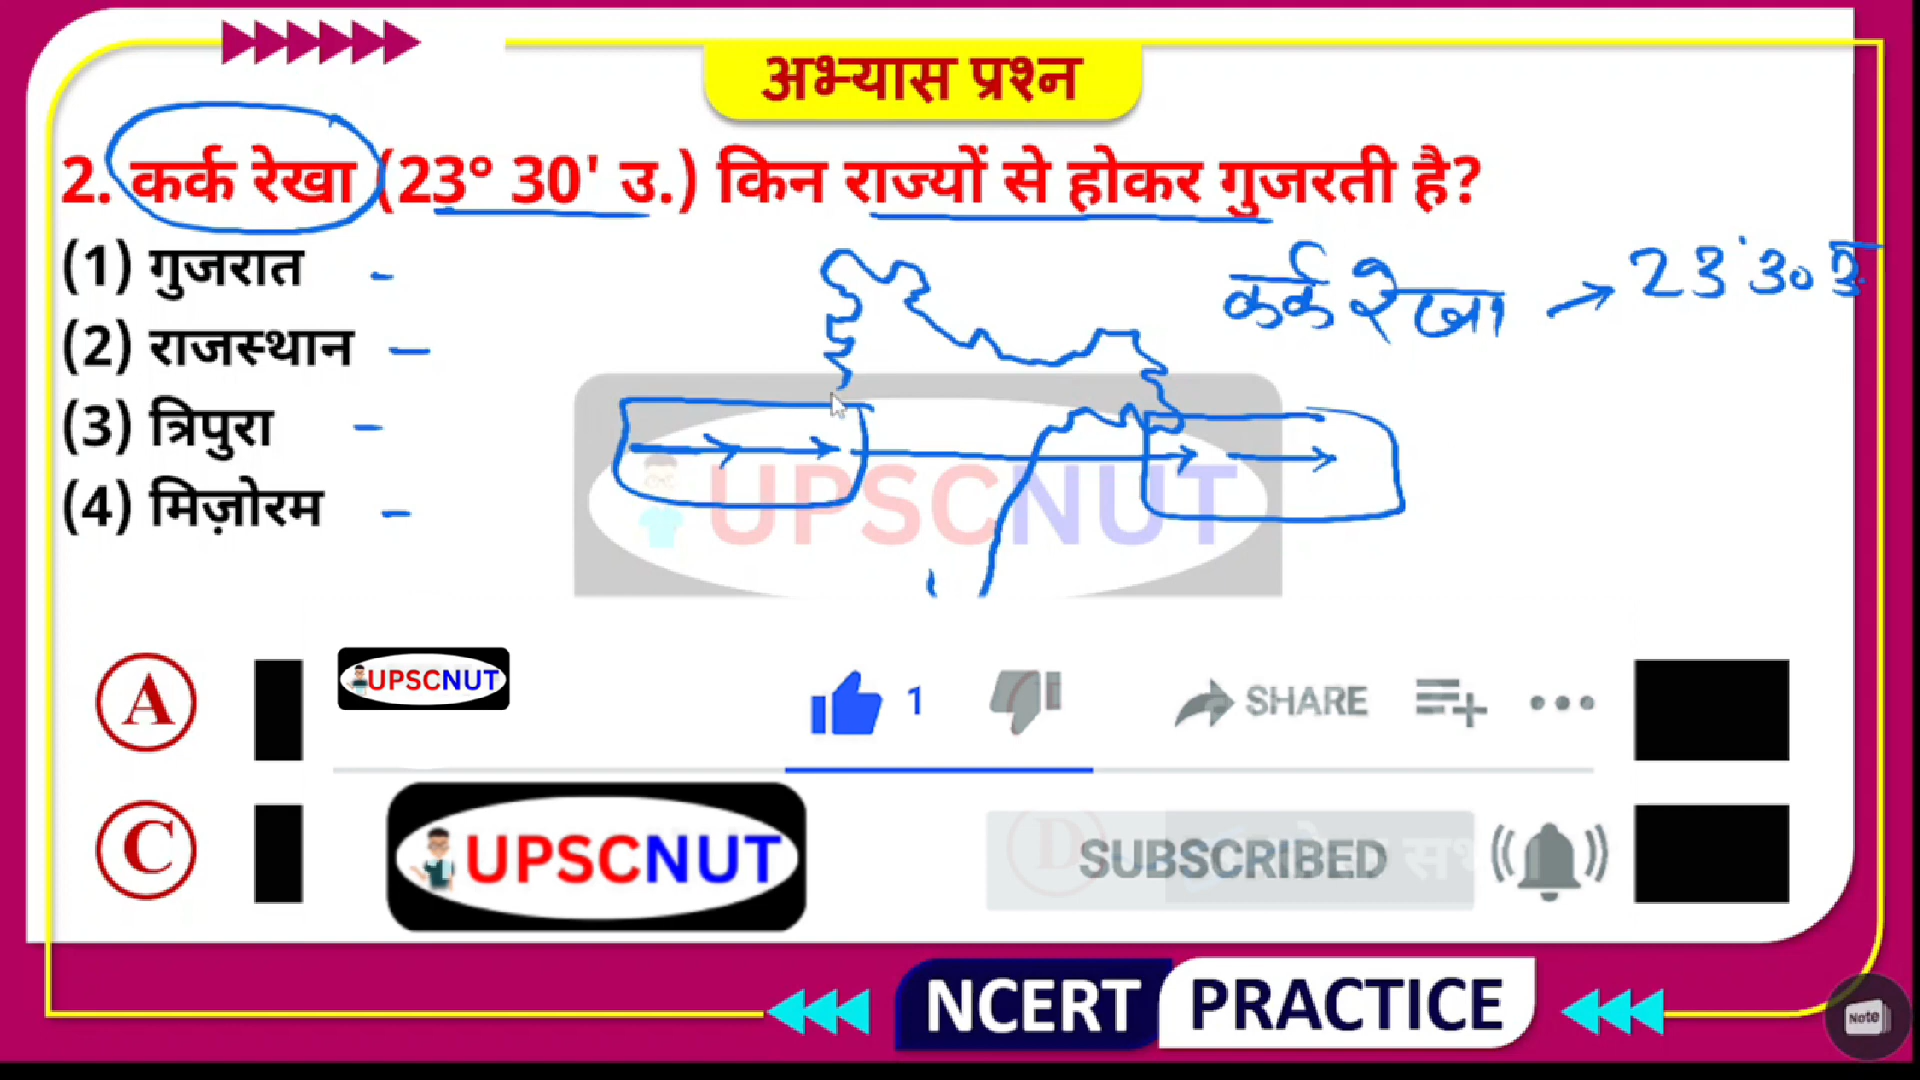 अभ्यास प्रश्न
2. कर्क रेखा (23° 30' उ.) किन राज्यों से होकर गुजरती है?
(1) गुजरात
कर्क रेखा → 23° 30 उ
(2) राजस्थान
(3) त्रिपुरा
(4) मिज़ोरम
UPSCNUT
A
UPSCNUT
1
SHARE
C
UPSCNUT
D
SUBSCRIBED
NCERT PRACTICE
Note